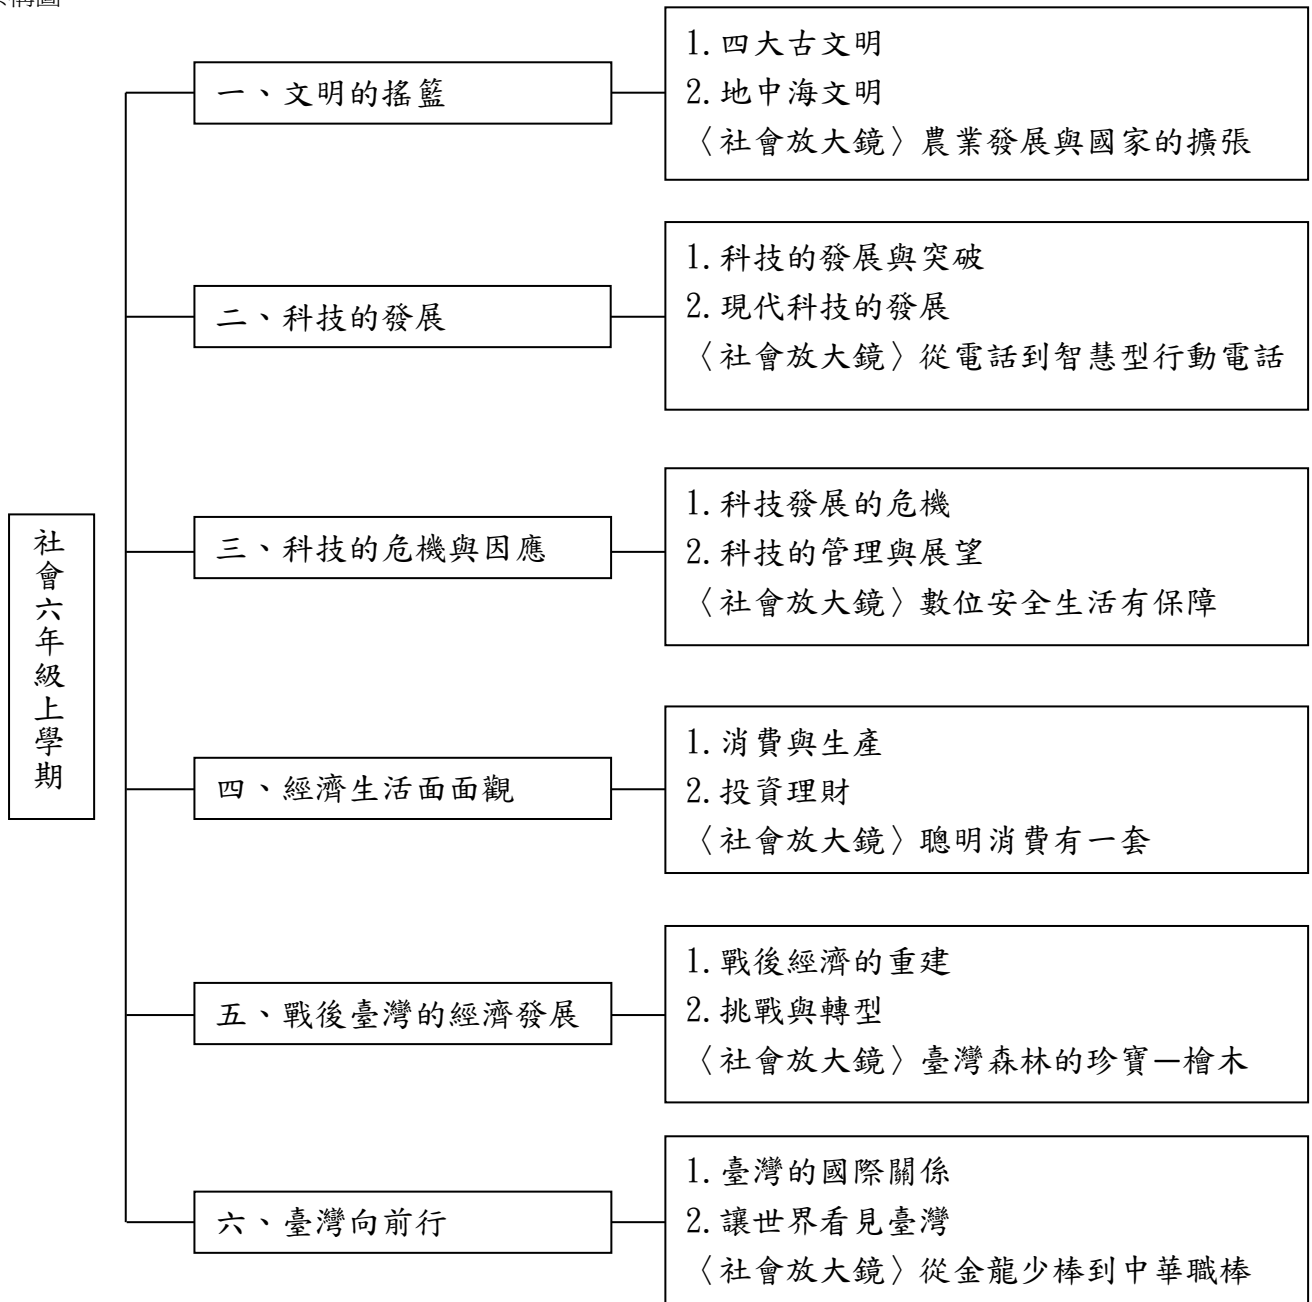 社會六年級上學期
一、文明的搖籃
1.四大古文明
2.地中海文明
〈社會放大鏡〉農業發展與國家的擴張
二、科技的發展
1.科技的發展與突破
2.現代科技的發展
〈社會放大鏡〉從電話到智慧型行動電話
三、科技的危機與因應
1.科技發展的危機
2.科技的管理與展望
〈社會放大鏡〉數位安全生活有保障
四、經濟生活面面觀
1.消費與生產
2.投資理財
〈社會放大鏡〉聰明消費有一套
五、戰後臺灣的經濟發展
1.戰後經濟的重建
2.挑戰與轉型
〈社會放大鏡〉臺灣森林的珍寶—檜木
六、臺灣向前行
1.臺灣的國際關係
2.讓世界看見臺灣
〈社會放大鏡〉從金龍少棒到中華職棒